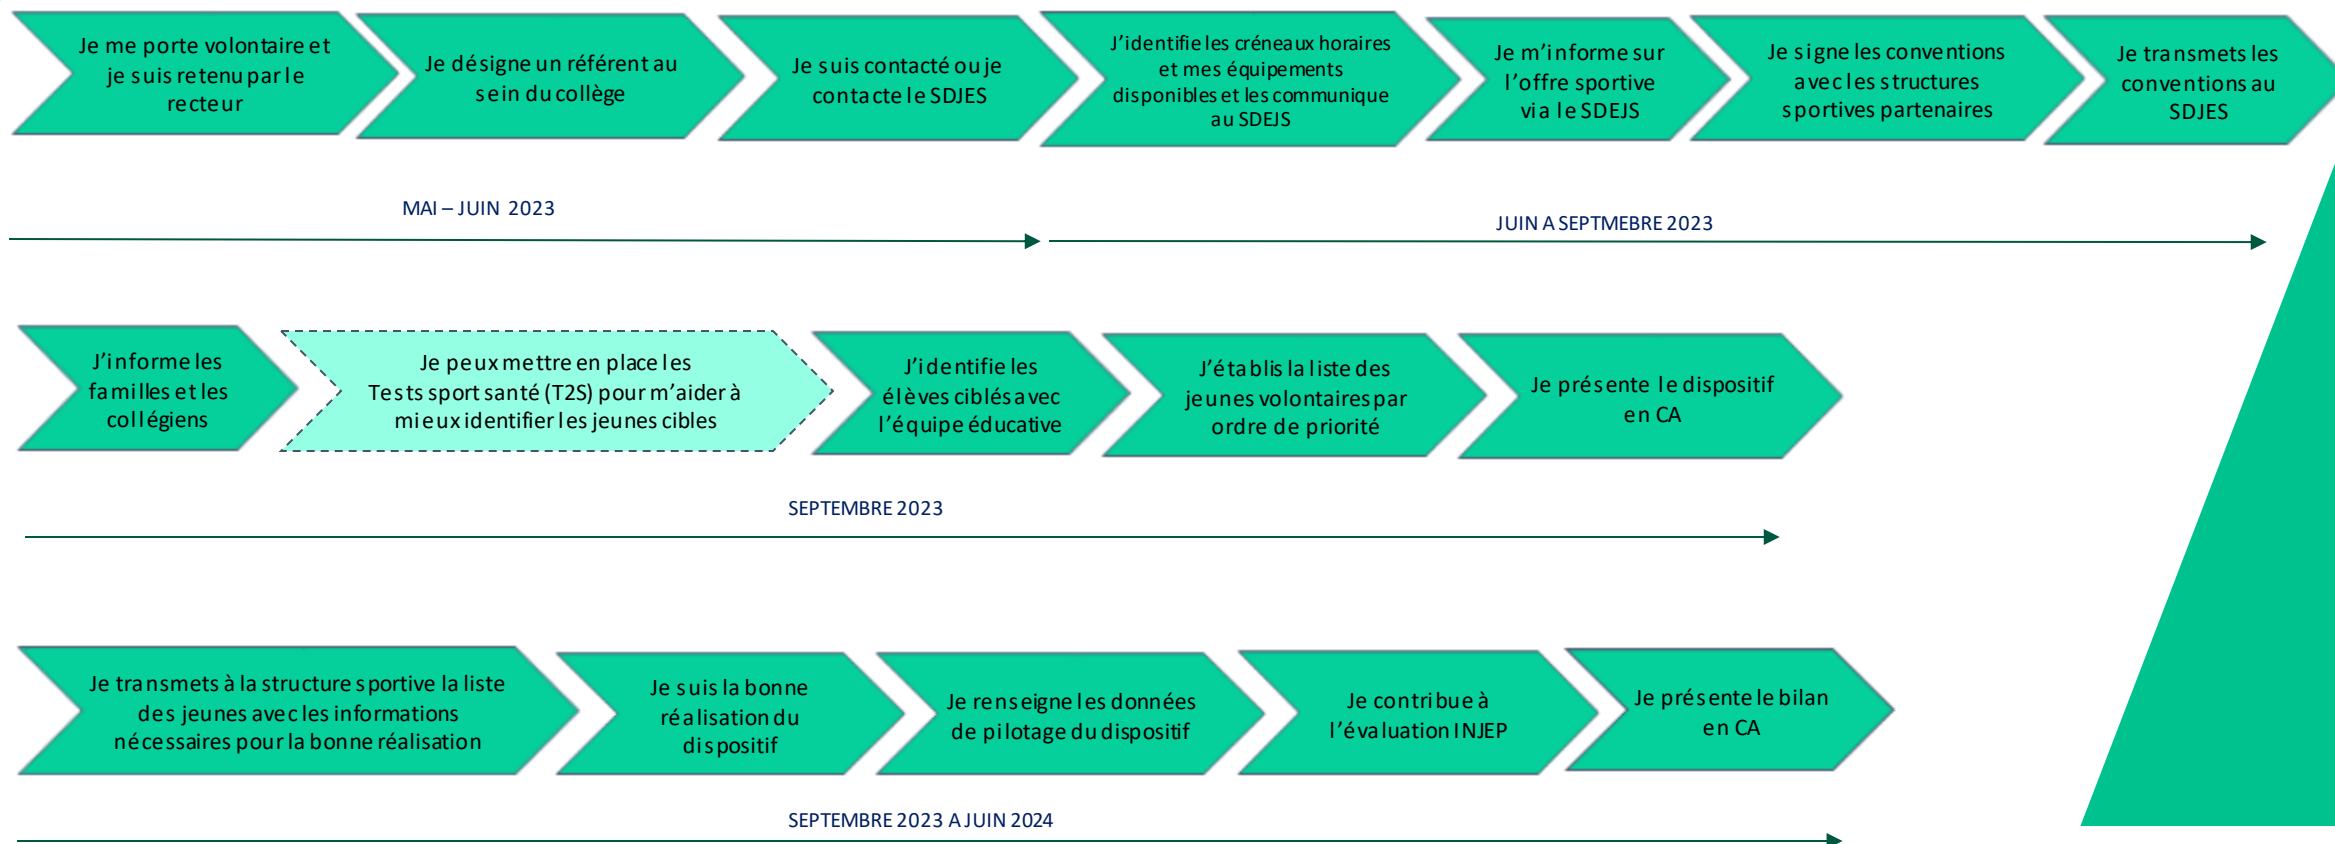 Je me porte volontaire et
je suis retenu par le
recteur
Je désigne un référent au
sein du collège
Je suis contacté ou je
contacte le SDJES
J’identifie les créneaux horaires
et mes équipements
disponibles et les communique
au SDEJS
Je m’informe sur
l’offre sportive
via le SDEJS
Je signe les conventions
avec les structures
sportives partenaires
Je transmets les
conventions au
SDJES
MAI – JUIN 2023
JUIN A SEPTMEBRE 2023
J’informe les
familles et les
collégiens
Je peux mettre en place les
Tests sport santé (T2S) pour m’aider à
mieux identifier les jeunes cibles
J’identifie les
élèves ciblés avec
l’équipe éducative
J’établis la liste des
jeunes volontaires par
ordre de priorité
Je présente le dispositif
en CA
SEPTEMBRE 2023
Je transmets à la structure sportive la liste
des jeunes avec les informations
nécessaires pour la bonne réalisation
Je suis la bonne
réalisation du
dispositif
Je renseigne les données
de pilotage du dispositif
Je contribue à
l’évaluation INJEP
Je présente le bilan
en CA
SEPTEMBRE 2023 A JUIN 2024